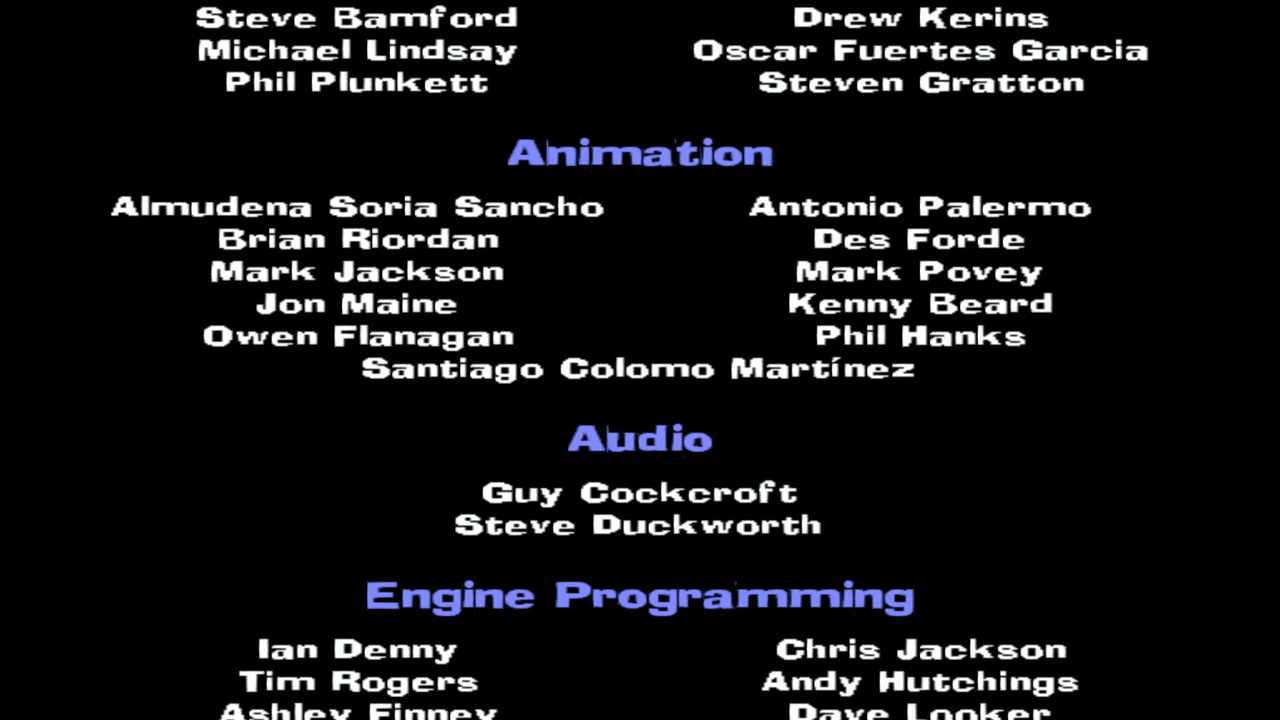 Steve Bamford Drew Kerins
Michael Lindsay Oscar Fuertes Garcia
Phil Plunkett Steven Gratton
Animation
Almudena Soria Sancho Antonio Palermo
Brian Riordan Des Forde
Mark Jackson Mark Povey
Jon Maine Kenny Beard
Owen Flanagan Phil Hanks
Santiago Colomo Martínez
Audio
Guy Cockcroft
Steve Duckworth
Engine Programming
Ian Denny Chris Jackson
Tim Rogers Andy Hutchings
Ashley Finney Dave Looker